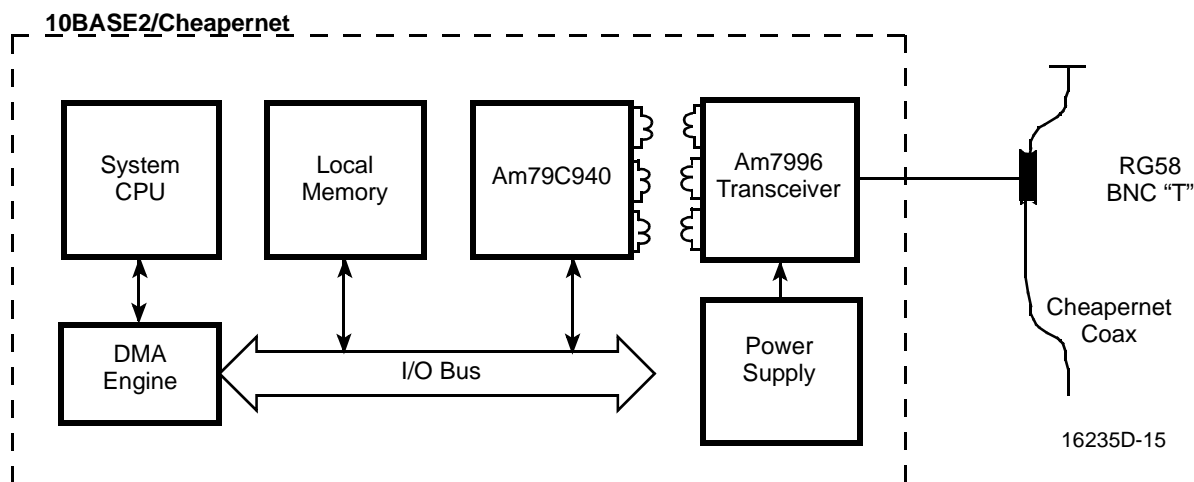 10BASE2/Cheapernet
System
CPU
Local
Memory
Am79C940
Am7996
Transceiver
RG58
BNC “T”
DMA
Engine
I/O Bus
Power
Supply
Cheapernet
Coax
16235D-15